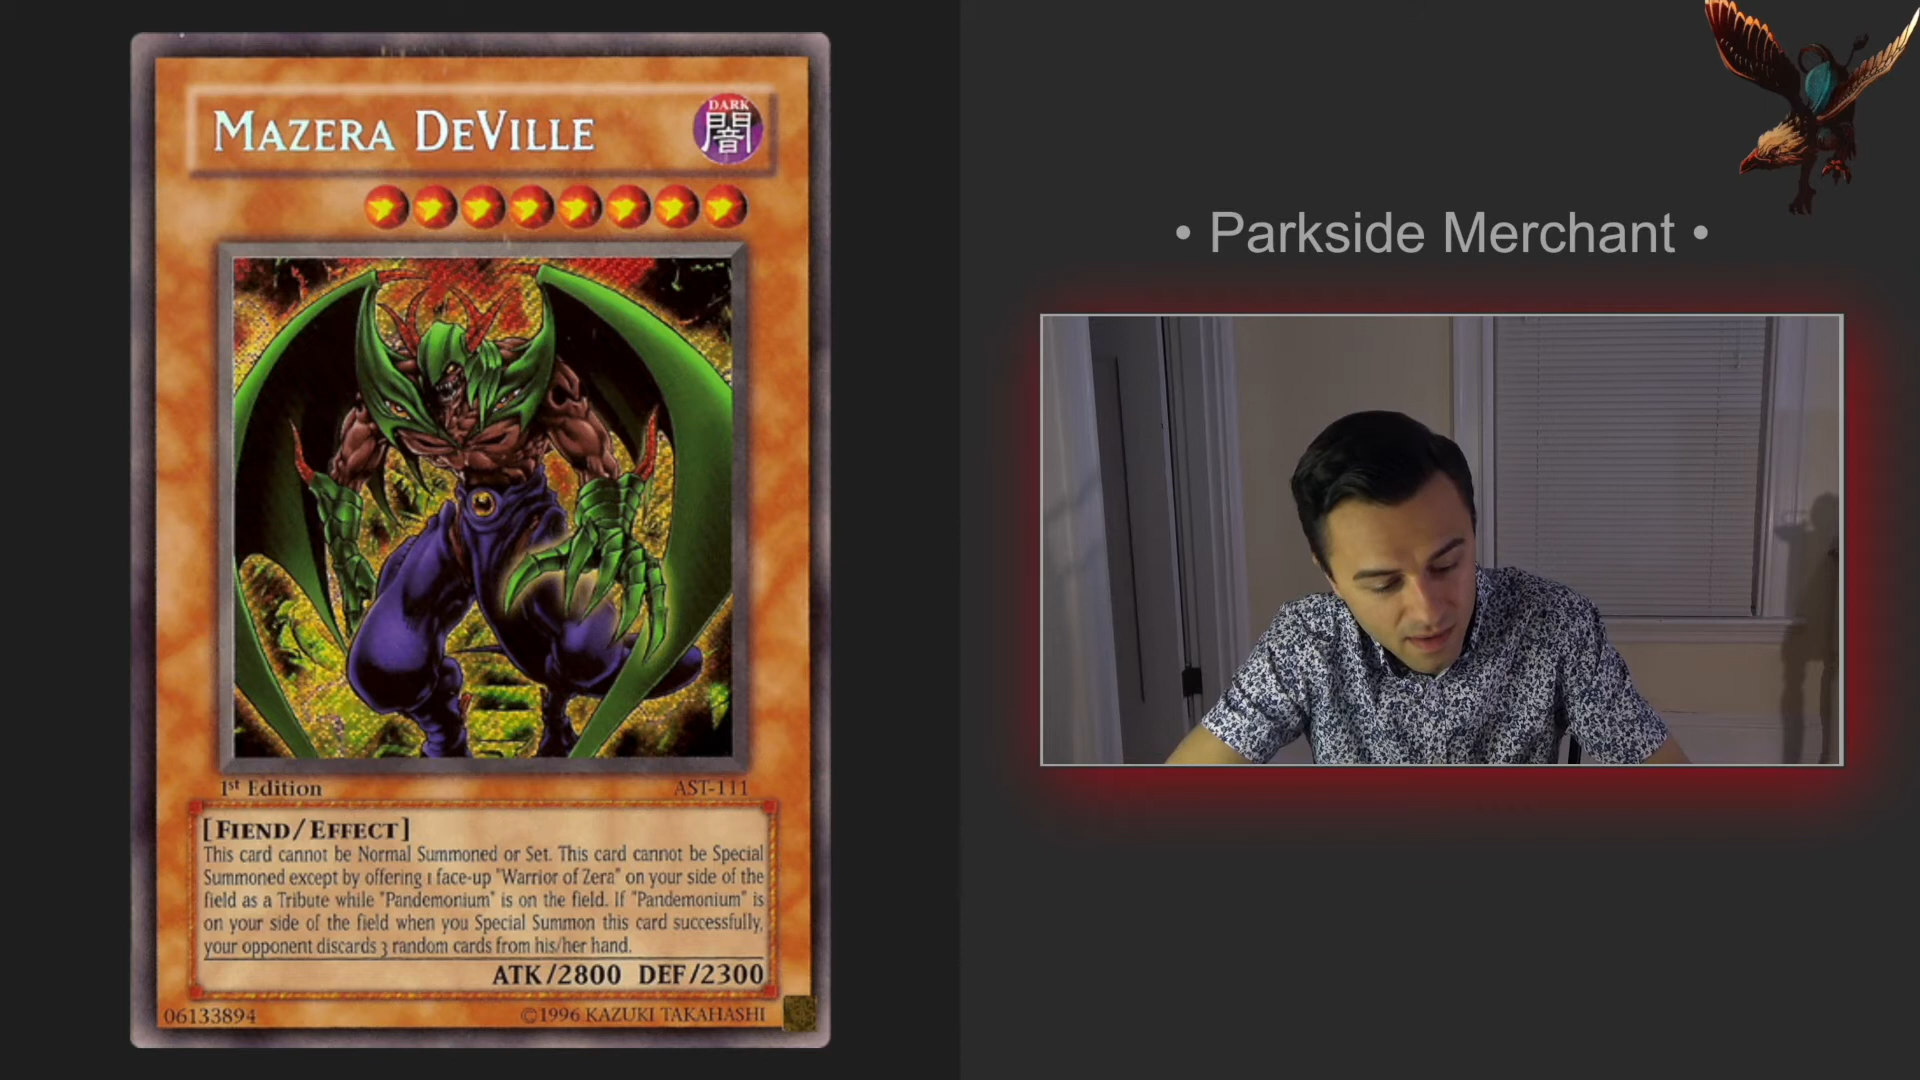 MAZERA DEVILLE
DARK
闇
1st Edition
AST-111
[FIEND/EFFECT]
This card cannot be Normal Summoned or Set. This card cannot be Special
Summoned except by offering 1 face-up "Warrior of Zera" on your side of the
field as a Tribute while "Pandemonium" is on the field. If "Pandemonium" is
on your side of the field when you Special Summon this card successfully,
your opponent discards 3 random cards from his/her hand.
ATK/2800 DEF/2300
06133894
©1996 KAZUKI TAKAHASHI
• Parkside Merchant •